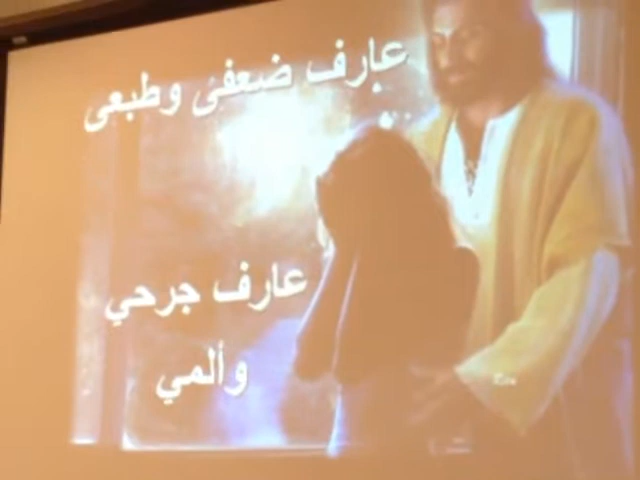 عارف ضعفى وطبعى
عارف جرحي
وألمي